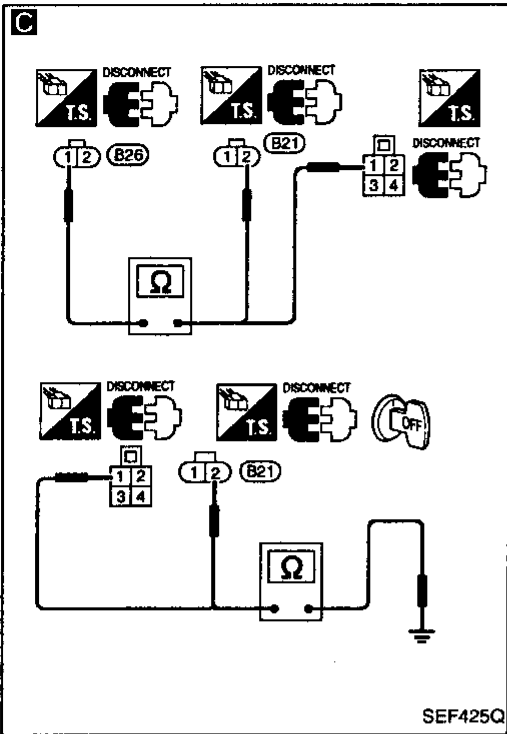 C
DISCONNECT DISCONNECT
T.S. T.S. T.S.
1 2 B26 1 2 B21 DISCONNECT
1 2
3 4
Ω
DISCONNECT DISCONNECT
T.S. T.S. OFF
1 2 1 2 B21
3 4
Ω
SEF425Q